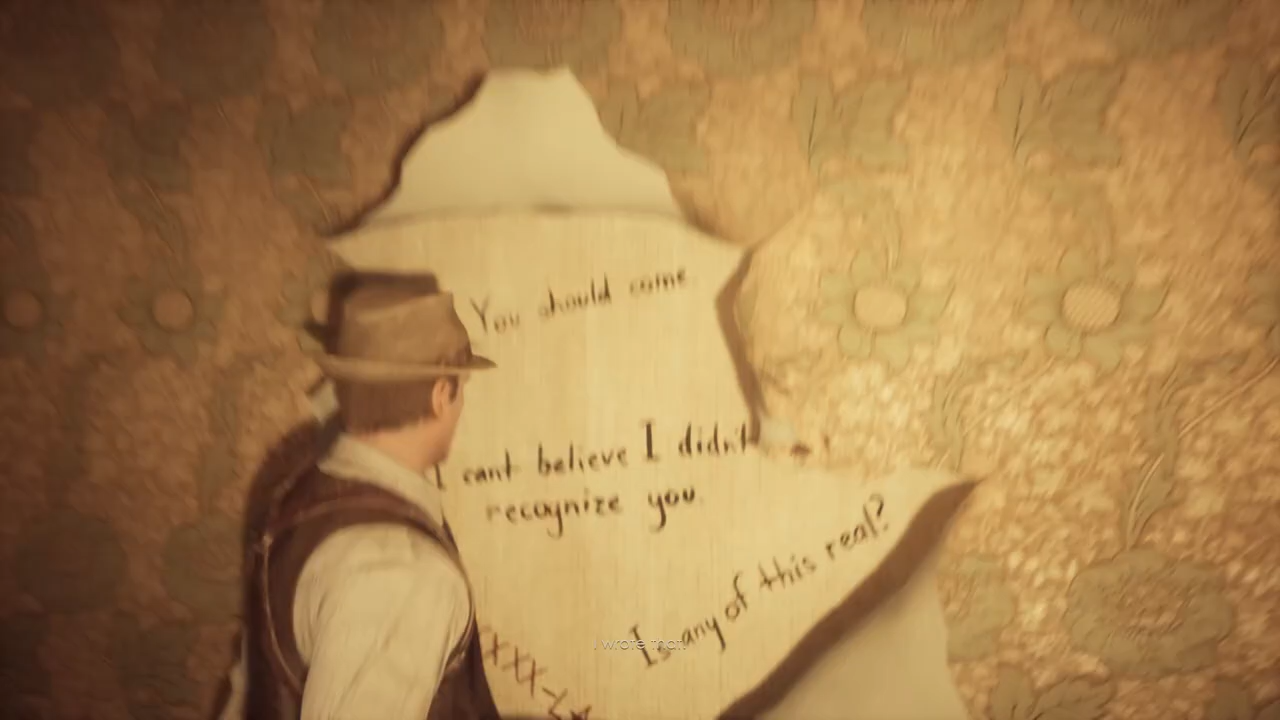 You should come
I cant believe I didn't
recognize you.
Is any of this real?
I wrote that.